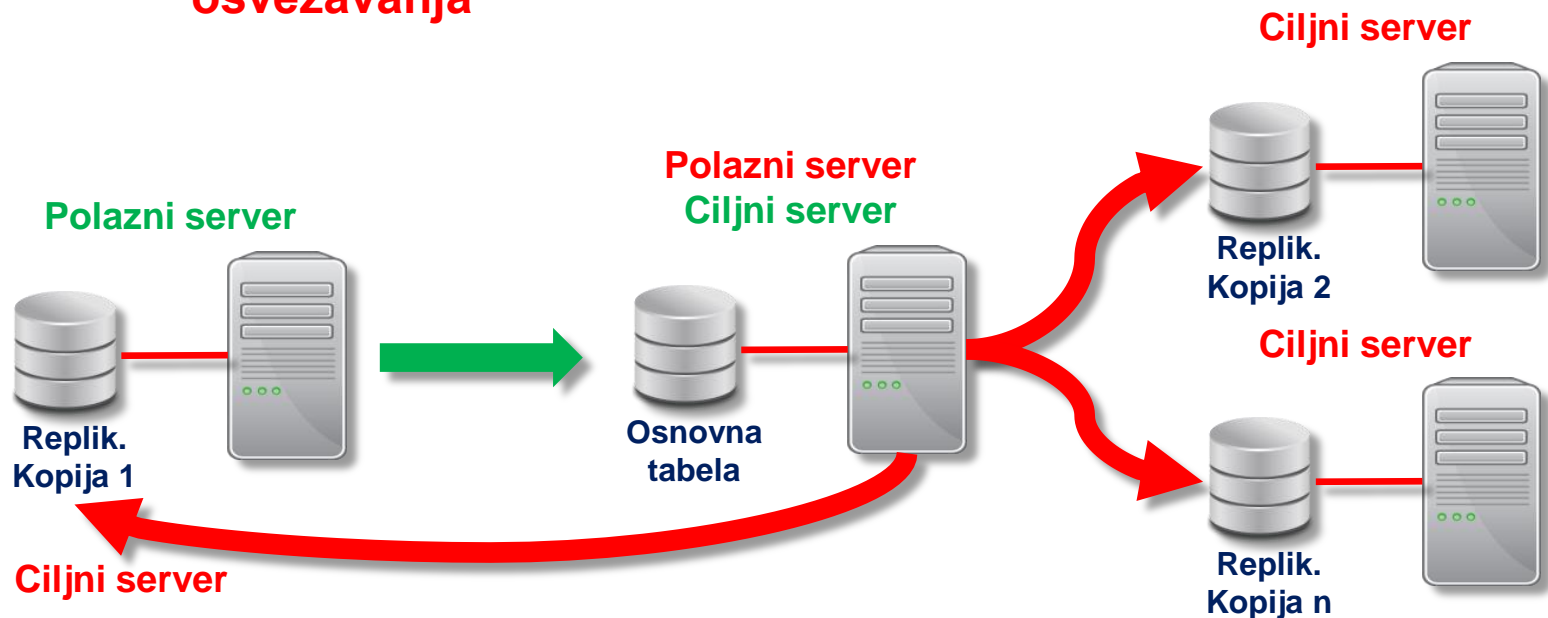 osvežavanja
Ciljni server
Polazni server
Ciljni server
Polazni server
Replik.
Kopija 2
Ciljni server
Replik.
Kopija 1
Osnovna
tabela
Ciljni server
Replik.
Kopija n